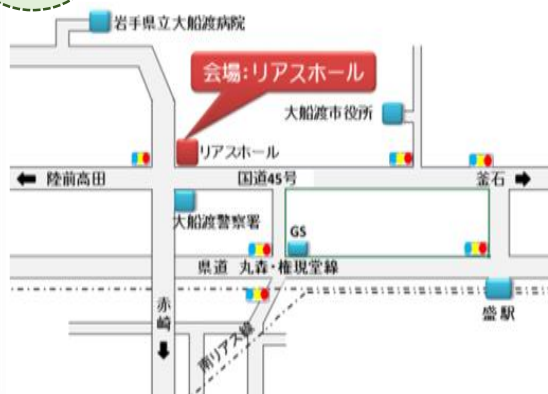 岩手県立大船渡病院
会場:リアスホール
大船渡市役所
リアスホール
陸前高田
国道45号
釜石
大船渡警察署
GS
県道 丸森・権現堂線
赤崎
盛駅
南リアス線